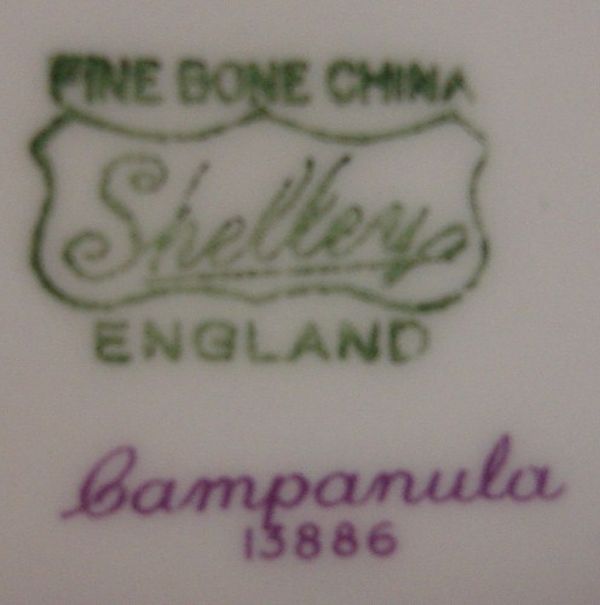 FINE BONE CHINA
Shelley
ENGLAND
Campanula
13886